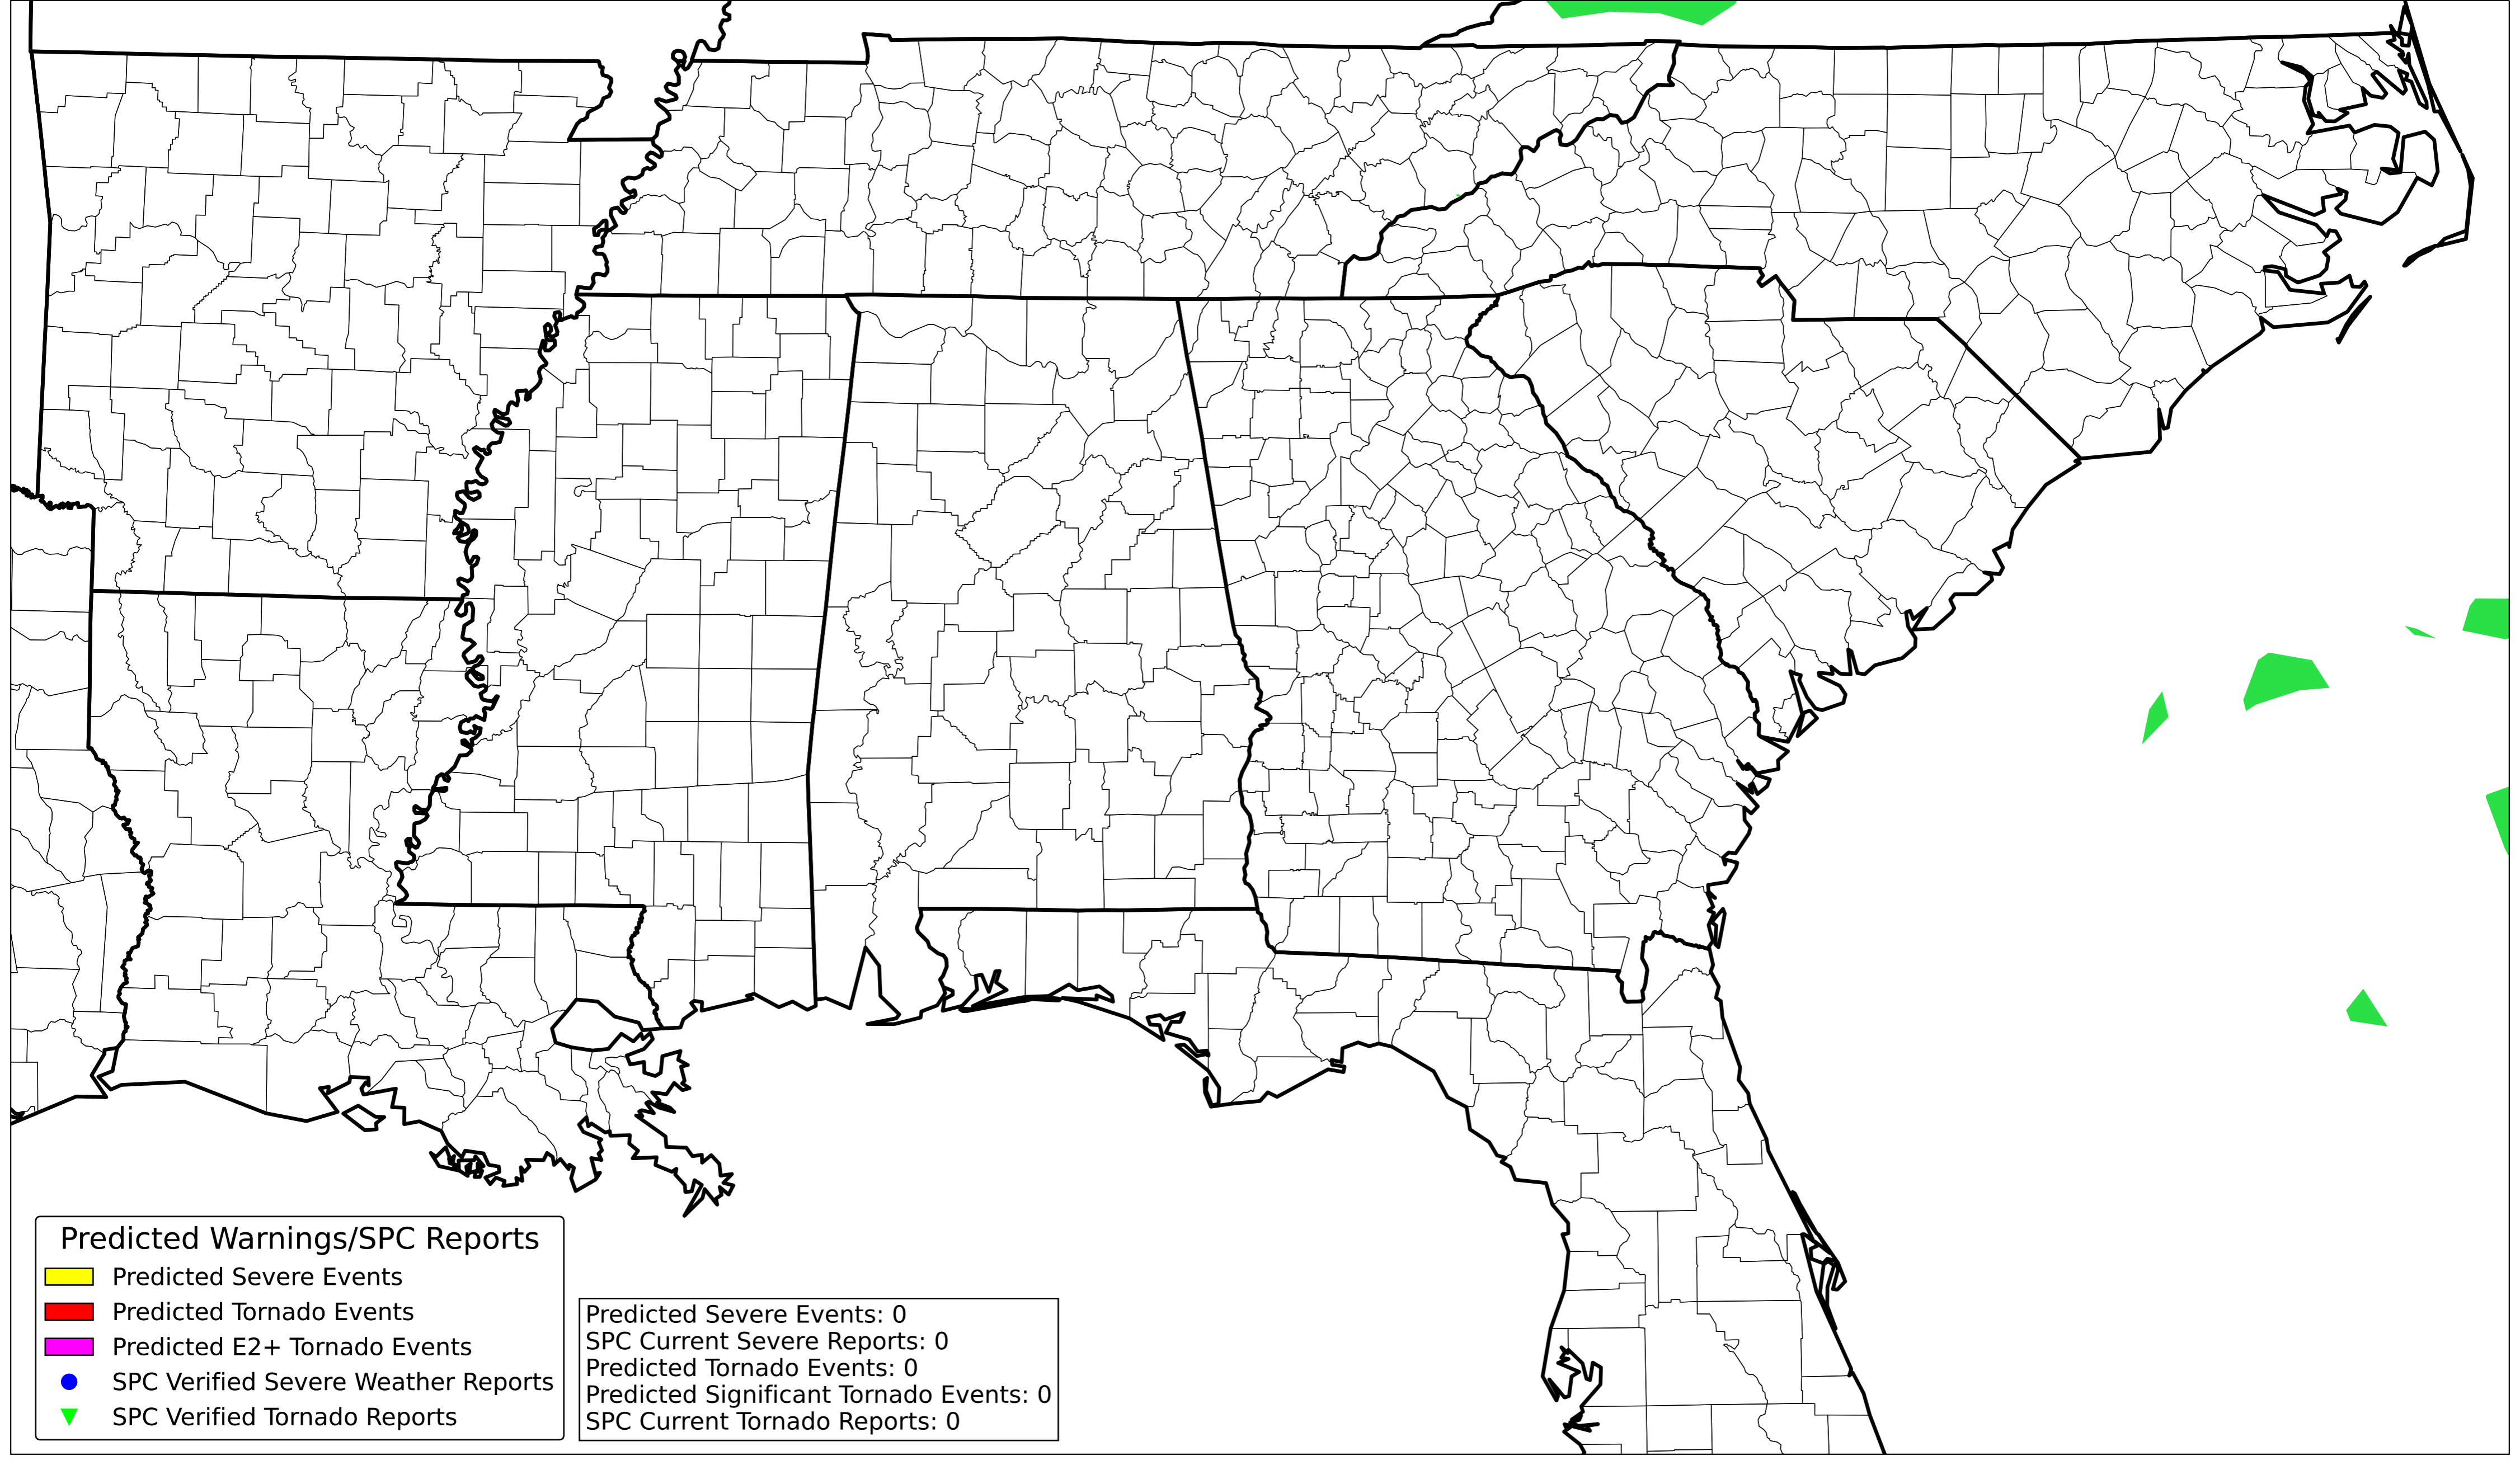 Predicted Warnings/SPC Reports
Predicted Severe Events
Predicted Tornado Events
Predicted E2+ Tornado Events
SPC Verified Severe Weather Reports
SPC Verified Tornado Reports
Predicted Severe Events: 0
SPC Current Severe Reports: 0
Predicted Tornado Events: 0
Predicted Significant Tornado Events: 0
SPC Current Tornado Reports: 0